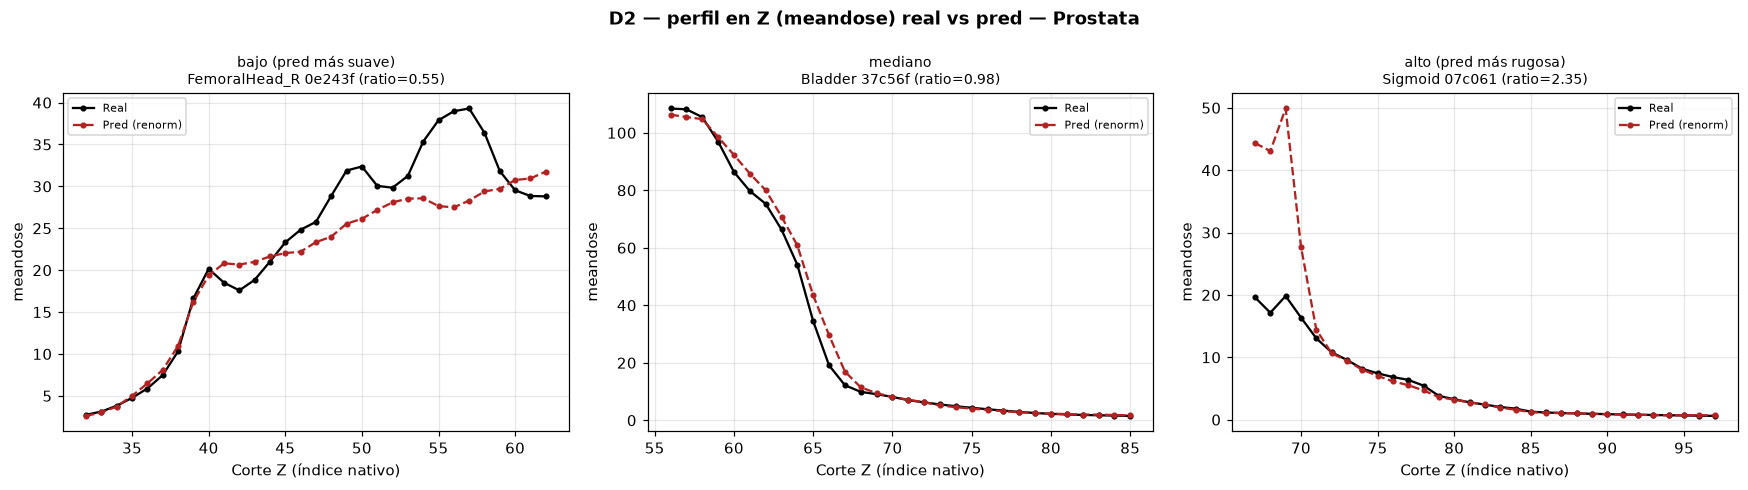 D2 — perfil en Z (meandose) real vs pred — Prostata
bajo (pred más suave)
FemoralHead_R 0e243f (ratio=0.55)
Real
Pred (renorm)
meandose
40
35
30
25
20
15
10
5
35
40
45
50
55
60
Corte Z (índice nativo)
mediano
Bladder 37c56f (ratio=0.98)
Real
Pred (renorm)
meandose
100
80
60
40
20
0
55
60
65
70
75
80
85
Corte Z (índice nativo)
alto (pred más rugosa)
Sigmoid 07c061 (ratio=2.35)
Real
Pred (renorm)
meandose
50
40
30
20
10
0
70
75
80
85
90
95
Corte Z (índice nativo)